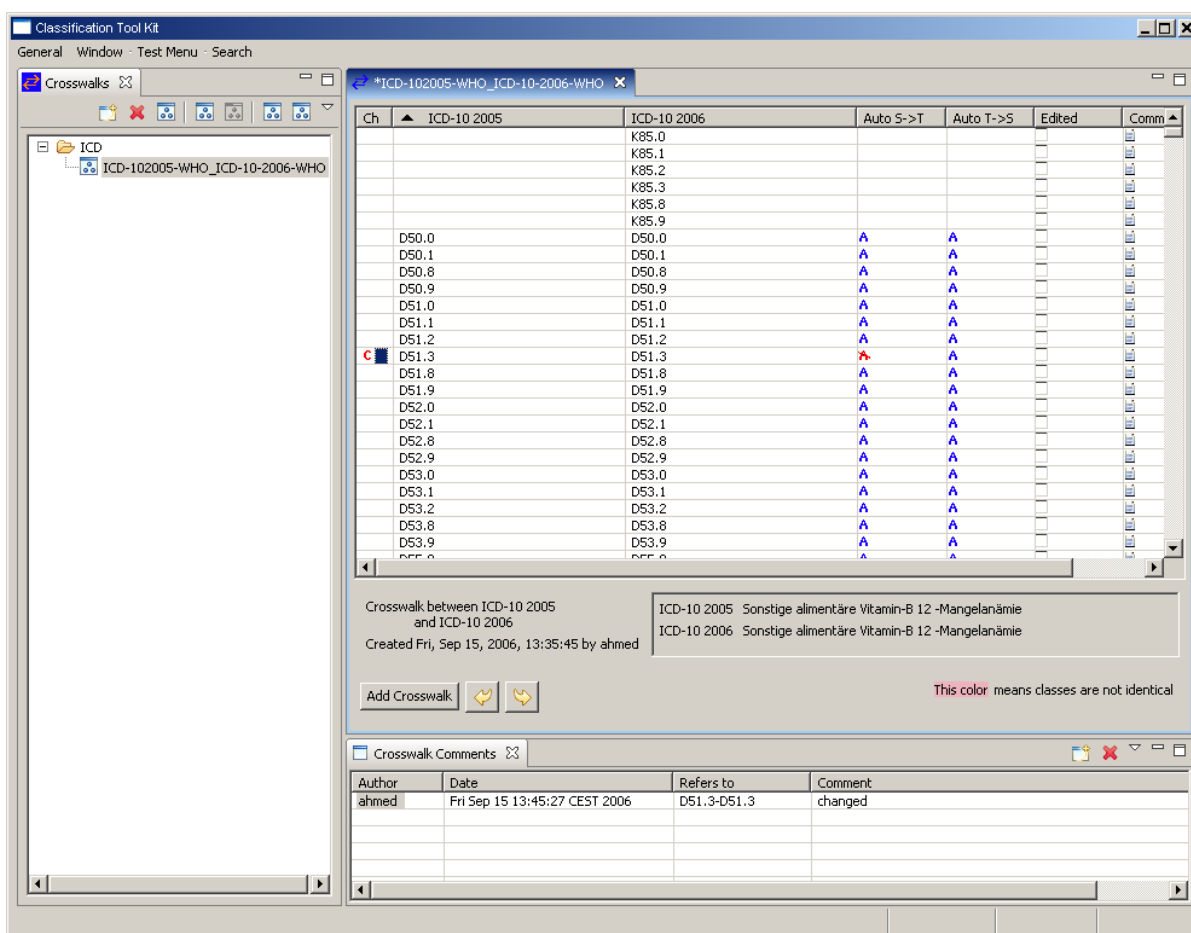 Classification Tool Kit
General Window Test Menu Search
Crosswalks
ICD
ICD-102005-WHO_ICD-10-2006-WHO
*ICD-102005-WHO_ICD-10-2006-WHO
Ch ICD-10 2005 ICD-10 2006 Auto S->T Auto T->S Edited Comm
K85.0
K85.1
K85.2
K85.3
K85.8
K85.9
D50.0 D50.0 A A
D50.1 D50.1 A A
D50.8 D50.8 A A
D50.9 D50.9 A A
D51.0 D51.0 A A
D51.1 D51.1 A A
D51.2 D51.2 A A
C D51.3 D51.3 A A
D51.8 D51.8 A A
D51.9 D51.9 A A
D52.0 D52.0 A A
D52.1 D52.1 A A
D52.8 D52.8 A A
D52.9 D52.9 A A
D53.0 D53.0 A A
D53.1 D53.1 A A
D53.2 D53.2 A A
D53.8 D53.8 A A
D53.9 D53.9 A A
Crosswalk between ICD-10 2005
and ICD-10 2006
Created Fri, Sep 15, 2006, 13:35:45 by ahmed
ICD-10 2005 Sonstige alimentäre Vitamin-B 12 -Mangelanämie
ICD-10 2006 Sonstige alimentäre Vitamin-B 12 -Mangelanämie
Add Crosswalk
This color means classes are not identical
Crosswalk Comments
Author Date Refers to Comment
ahmed Fri Sep 15 13:45:27 CEST 2006 D51.3-D51.3 changed